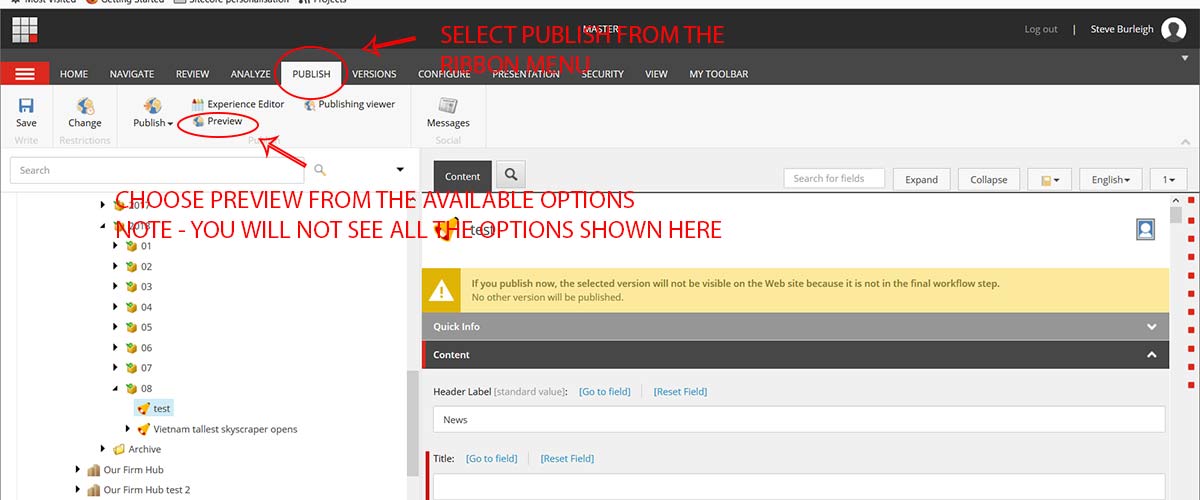 Most Visited Getting Started Sitecore personalisation Projects
MASTER Log out | Steve Burleigh
SELECT PUBLISH FROM THE
RIBBON MENU
HOME NAVIGATE REVIEW ANALYZE PUBLISH VERSIONS CONFIGURE PRESENTATION SECURITY VIEW MY TOOLBAR
Experience Editor Publishing viewer
Save Change Publish Preview Messages
Write Restrictions Social
Search
Content Search for fields Expand Collapse English 1
CHOOSE PREVIEW FROM THE AVAILABLE OPTIONS
NOTE - YOU WILL NOT SEE ALL THE OPTIONS SHOWN HERE
2017
2018
test
01
02
03
04
05
06
07
08
test
Vietnam tallest skyscraper opens
Archive
Our Firm Hub
Our Firm Hub test 2
If you publish now, the selected version will not be visible on the Web site because it is not in the final workflow step.
No other version will be published.
Quick Info
Content
Header Label [standard value]: [Go to field] [Reset Field]
News
Title: [Go to field] [Reset Field]